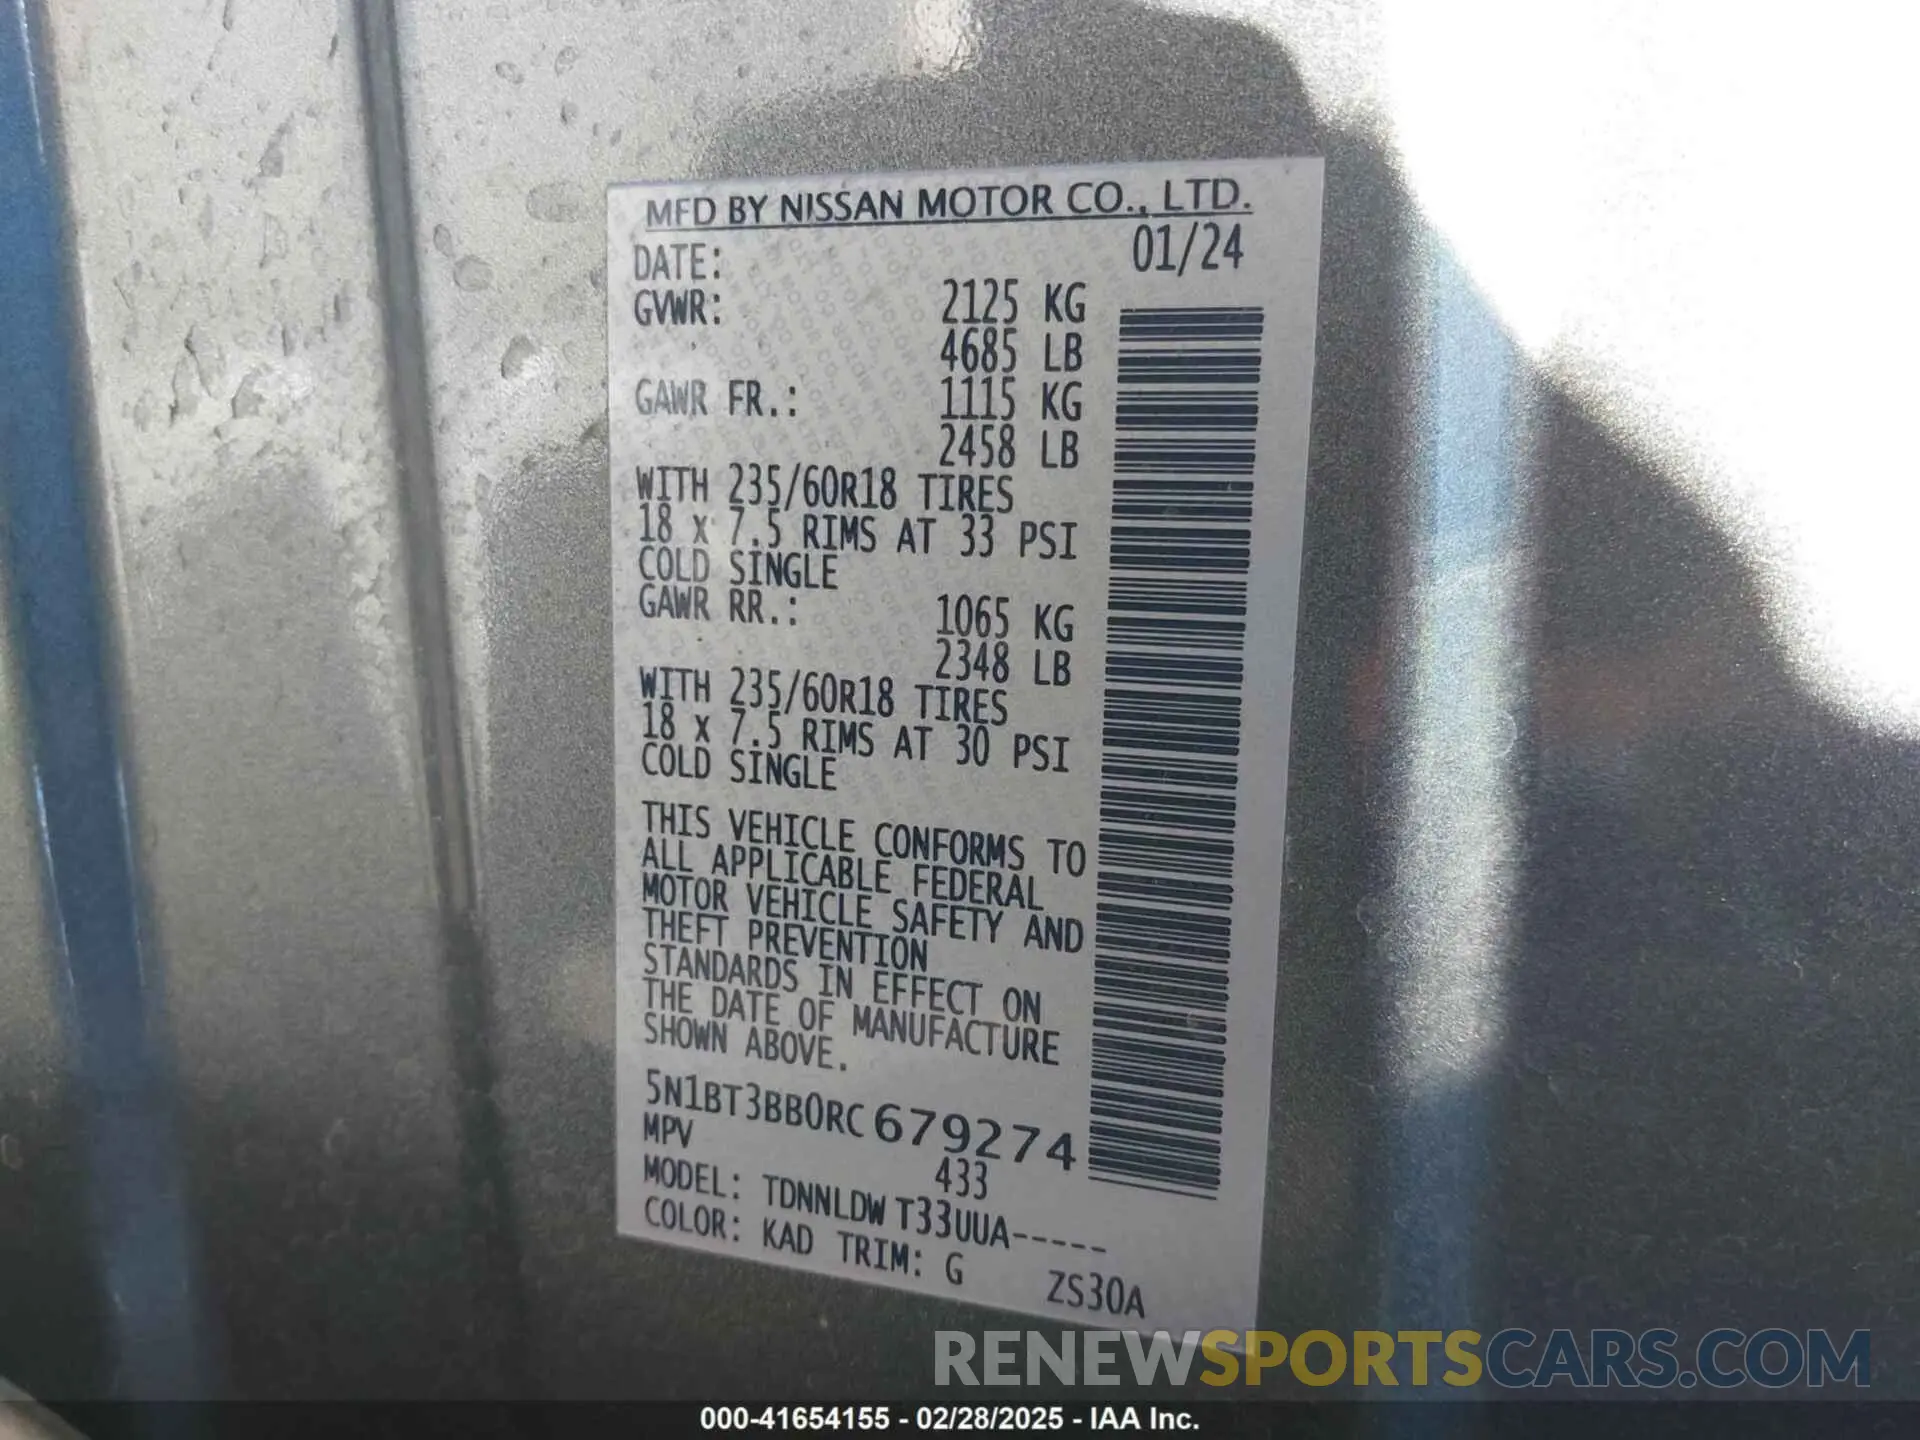 MFD BY NISSAN MOTOR CO., LTD.
DATE: 01/24
GVWR: 2125 KG
4685 LB
GAWR FR.: 1115 KG
2458 LB
WITH 235/60R18 TIRES
18 x 7.5 RIMS AT 33 PSI
COLD SINGLE
GAWR RR.: 1065 KG
2348 LB
WITH 235/60R18 TIRES
18 x 7.5 RIMS AT 30 PSI
COLD SINGLE
THIS VEHICLE CONFORMS TO
ALL APPLICABLE FEDERAL
MOTOR VEHICLE SAFETY AND
THEFT PREVENTION
STANDARDS IN EFFECT ON
THE DATE OF MANUFACTURE
SHOWN ABOVE.
5N1BT3BB0RC679274
MPV 433
MODEL: TDNNLDW T33UUA-----
COLOR: KAD TRIM: G ZS30A
RENEWSPORTSCARS.COM
000-41654155 - 02/28/2025 - IAA Inc.